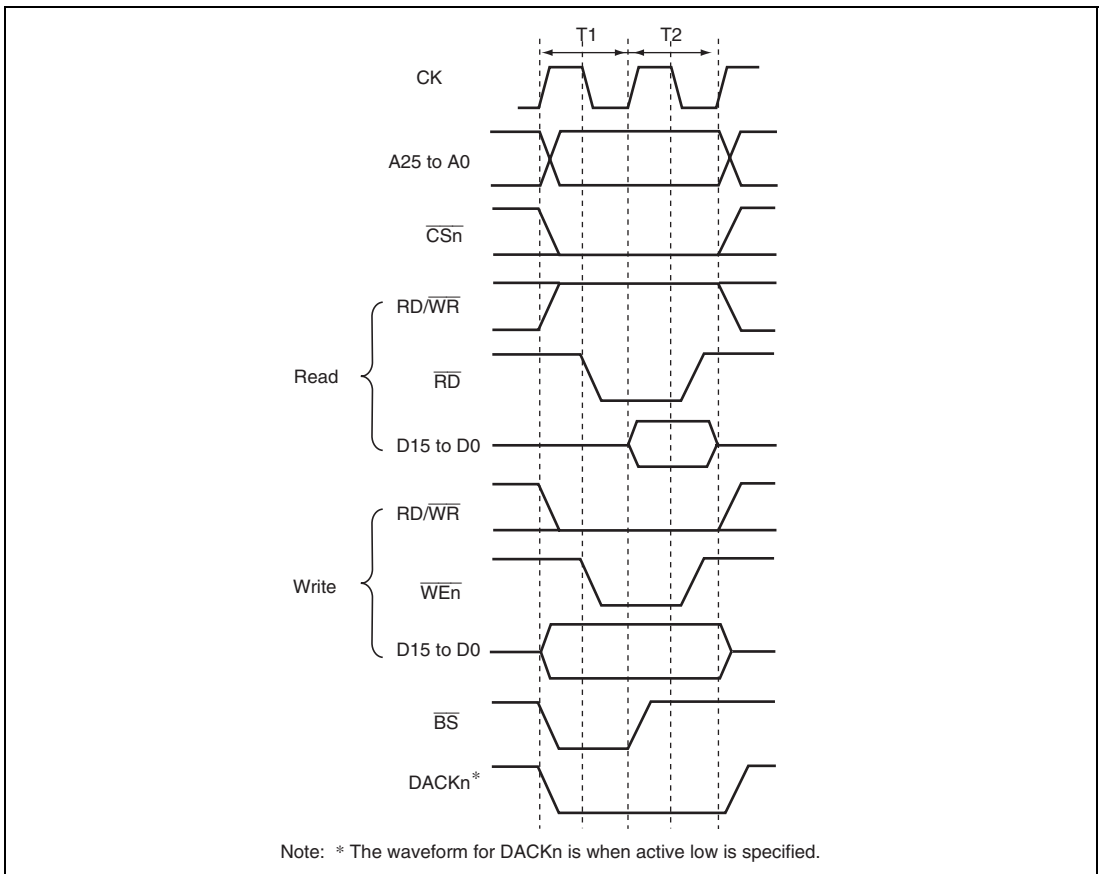 T1 T2
CK
A25 to A0
CSn
RD/WR
RD
Read
D15 to D0
RD/WR
WEn
Write
D15 to D0
BS
DACKn*
Note: * The waveform for DACKn is when active low is specified.